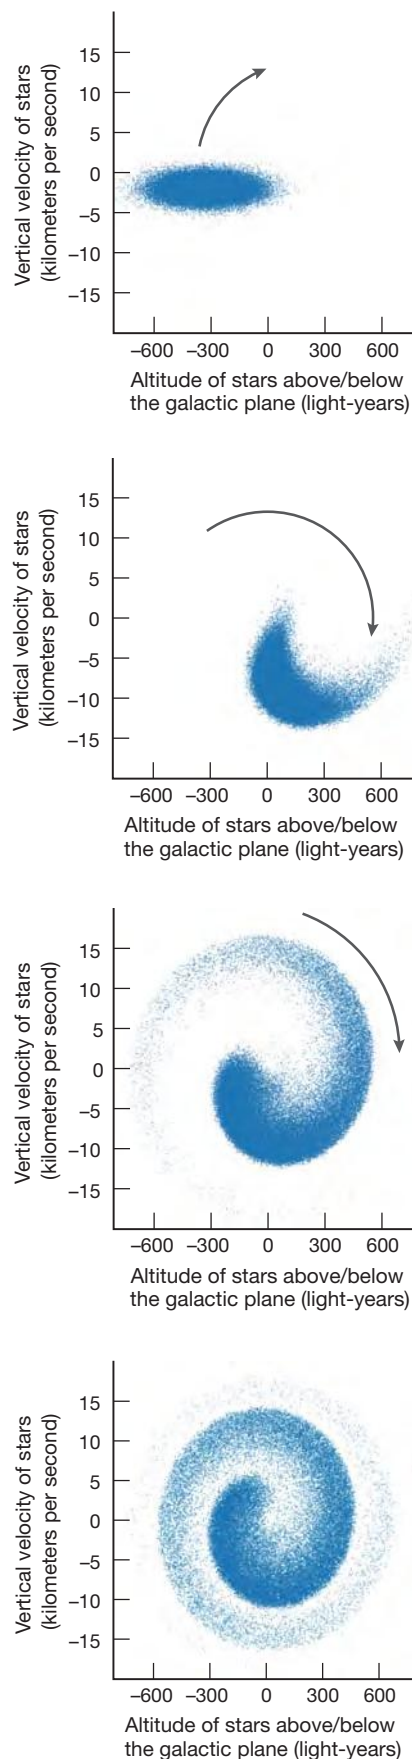 Vertical velocity of stars
(kilometers per second)
15
10
5
0
–5
–10
–15
–600 –300 0 300 600
Altitude of stars above/below
the galactic plane (light-years)
Vertical velocity of stars
(kilometers per second)
15
10
5
0
–5
–10
–15
–600 –300 0 300 600
Altitude of stars above/below
the galactic plane (light-years)
Vertical velocity of stars
(kilometers per second)
15
10
5
0
–5
–10
–15
–600 –300 0 300 600
Altitude of stars above/below
the galactic plane (light-years)
Vertical velocity of stars
(kilometers per second)
15
10
5
0
–5
–10
–15
–600 –300 0 300 600
Altitude of stars above/below
the galactic plane (light-years)